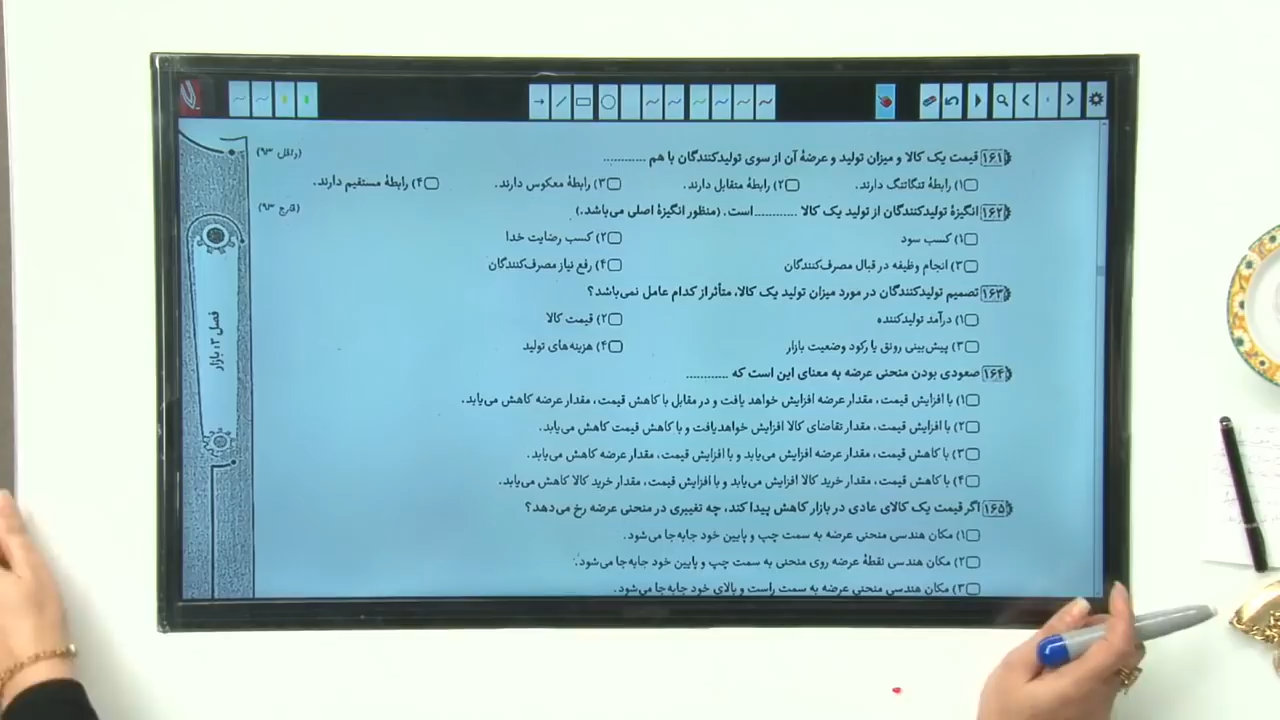 ۱۶۱ قیمت یک کالا و میزان تولید و عرضهٔ آن از سوی تولیدکنندگان با هم ............ (داخل ۹۳)
۱) رابطهٔ تنگاتنگ دارند. ۲) رابطهٔ متقابل دارند. ۳) رابطهٔ معکوس دارند. ۴) رابطهٔ مستقیم دارند.
۱۶۲ انگیزهٔ تولیدکنندگان از تولید یک کالا ............ است. (منظور انگیزهٔ اصلی می‌باشد.) (خارج ۹۳)
۱) کسب سود ۲) کسب رضایت خدا
۳) انجام وظیفه در قبال مصرف‌کنندگان ۴) رفع نیاز مصرف‌کنندگان
۱۶۳ تصمیم تولیدکنندگان در مورد میزان تولید یک کالا، متأثر از کدام عامل نمی‌باشد؟
۱) درآمد تولیدکننده ۲) قیمت کالا
۳) پیش‌بینی رونق یا رکود وضعیت بازار ۴) هزینه‌های تولید
۱۶۴ صعودی بودن منحنی عرضه به معنای این است که ............
۱) با افزایش قیمت، مقدار عرضه افزایش خواهد یافت و در مقابل با کاهش قیمت، مقدار عرضه کاهش می‌یابد.
۲) با افزایش قیمت، مقدار تقاضای کالا افزایش خواهد یافت و با کاهش قیمت کاهش می‌یابد.
۳) با کاهش قیمت، مقدار عرضه افزایش می‌یابد و با افزایش قیمت، مقدار عرضه کاهش می‌یابد.
۴) با کاهش قیمت، مقدار خرید کالا افزایش می‌یابد و با افزایش قیمت، مقدار خرید کالا کاهش می‌یابد.
۱۶۵ اگر قیمت یک کالای عادی در بازار کاهش پیدا کند، چه تغییری در منحنی عرضه رخ می‌دهد؟
۱) مکان هندسی منحنی عرضه به سمت چپ و پایین خود جابه‌جا می‌شود.
۲) مکان هندسی نقطهٔ عرضه روی منحنی به سمت چپ و پایین خود جابه‌جا می‌شود.
۳) مکان هندسی منحنی عرضه به سمت راست و بالای خود جابه‌جا می‌شود.
فصل ۲: بازار